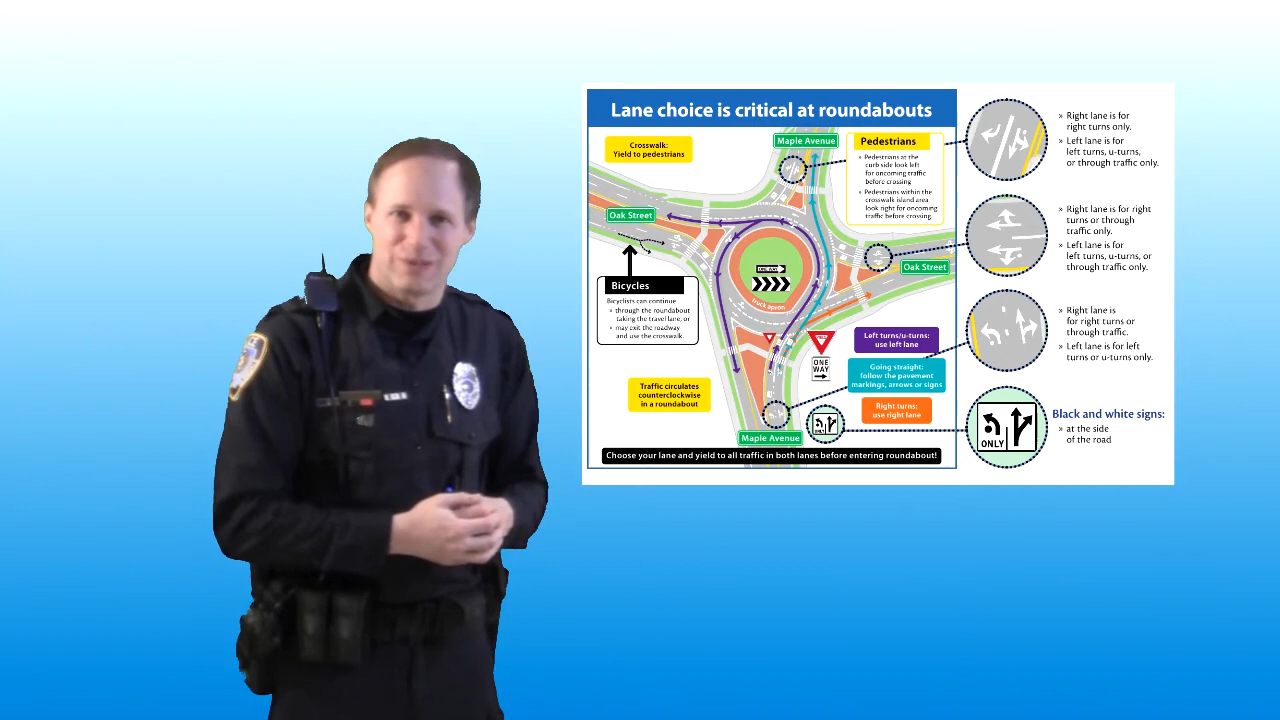 Lane choice is critical at roundabouts
Crosswalk:
Yield to pedestrians
Maple Avenue
Pedestrians
» Pedestrians at the
curb side look left
for oncoming traffic
before crossing
» Pedestrians within the
crosswalk island area
look right for oncoming
traffic before crossing.
Oak Street
Oak Street
Bicycles
Bicyclists can continue
» through the roundabout
taking the travel lane, or
» may exit the roadway
and use the crosswalk.
ONE WAY
truck apron
Left turns/u-turns:
use left lane
ONE
WAY
Going straight:
follow the pavement
markings, arrows or signs
Traffic circulates
counterclockwise
in a roundabout
Right turns:
use right lane
Maple Avenue
Choose your lane and yield to all traffic in both lanes before entering roundabout!
» Right lane is for
right turns only.
» Left lane is for
left turns, u-turns,
or through traffic only.
» Right lane is for right
turns or through
traffic only.
» Left lane is for
left turns, u-turns, or
through traffic only.
» Right lane is
for right turns or
through traffic.
» Left lane is for left
turns or u-turns only.
ONLY
Black and white signs:
» at the side
of the road